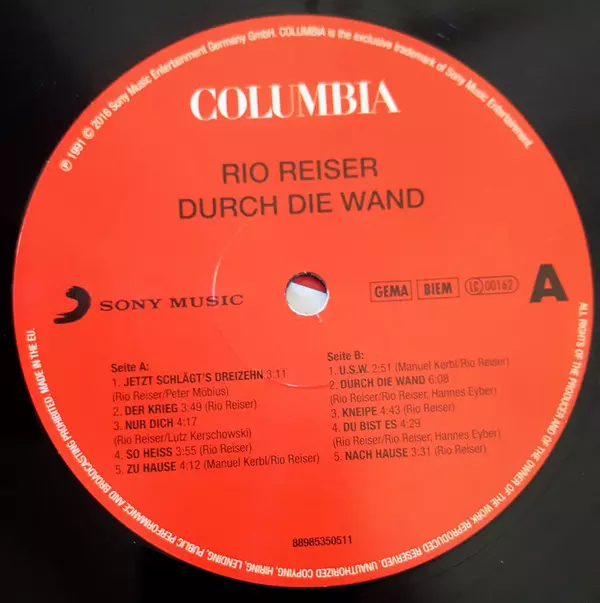 ℗ 1991 © 2016 Sony Music Entertainment Germany GmbH. COLUMBIA is the exclusive trademark of Sony Music Entertainment.
COLUMBIA
RIO REISER
DURCH DIE WAND
SONY MUSIC
GEMA BIEM LC 00162 A
Seite A:
1. JETZT SCHLÄGT'S DREIZEHN 3:11
(Rio Reiser/Peter Möbius)
2. DER KRIEG 3:49 (Rio Reiser)
3. NUR DICH 4:17
(Rio Reiser/Lutz Kerschowski)
4. SO HEISS 3:55 (Rio Reiser)
5. ZU HAUSE 4:12 (Manuel Kerbl/Rio Reiser)
Seite B:
1. U.S.W. 2:51 (Manuel Kerbl/Rio Reiser)
2. DURCH DIE WAND 6:08
(Rio Reiser/Rio Reiser, Hannes Eyber)
3. KNEIPE 4:43 (Rio Reiser)
4. DU BIST ES 4:29
(Rio Reiser/Rio Reiser, Hannes Eyber)
5. NACH HAUSE 3:31 (Rio Reiser)
88985350511
ALL RIGHTS OF THE PRODUCER AND OF THE OWNER OF THE WORK REPRODUCED RESERVED. UNAUTHORIZED COPYING, HIRING, LENDING, PUBLIC PERFORMANCE AND BROADCASTING PROHIBITED. MADE IN THE EU.